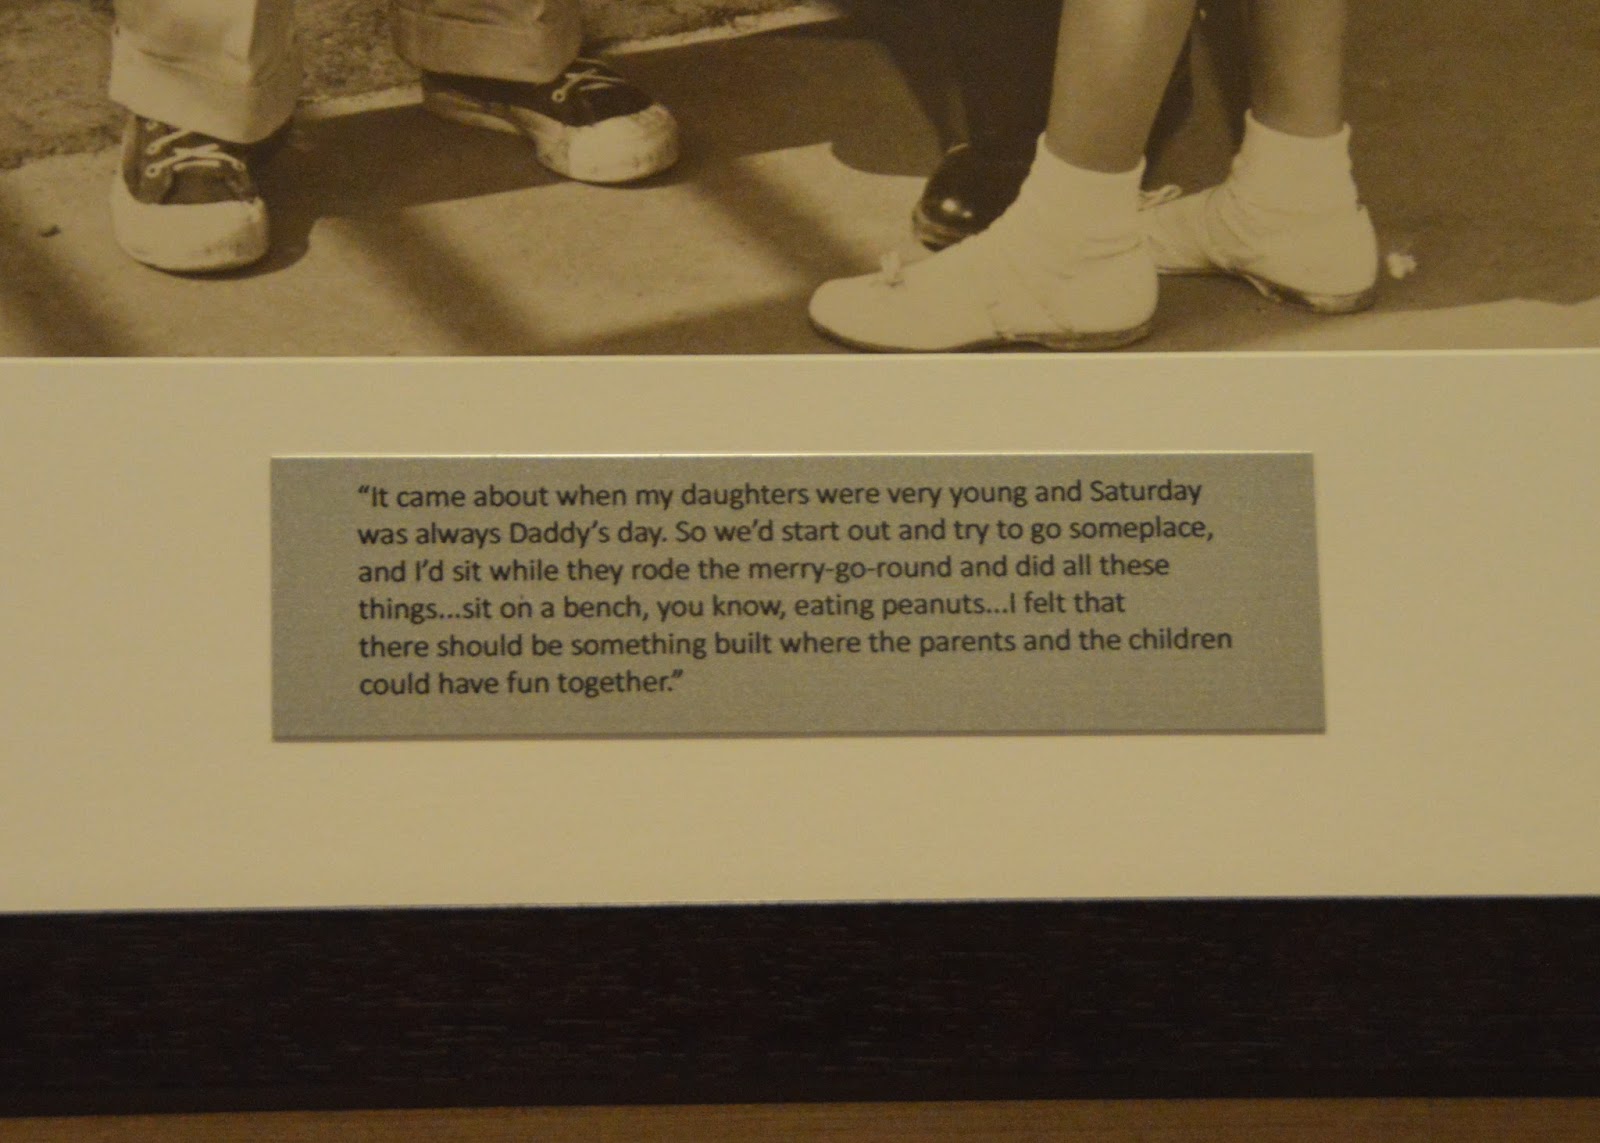 “It came about when my daughters were very young and Saturday
was always Daddy’s day. So we’d start out and try to go someplace,
and I’d sit while they rode the merry-go-round and did all these
things...sit on a bench, you know, eating peanuts...I felt that
there should be something built where the parents and the children
could have fun together.”